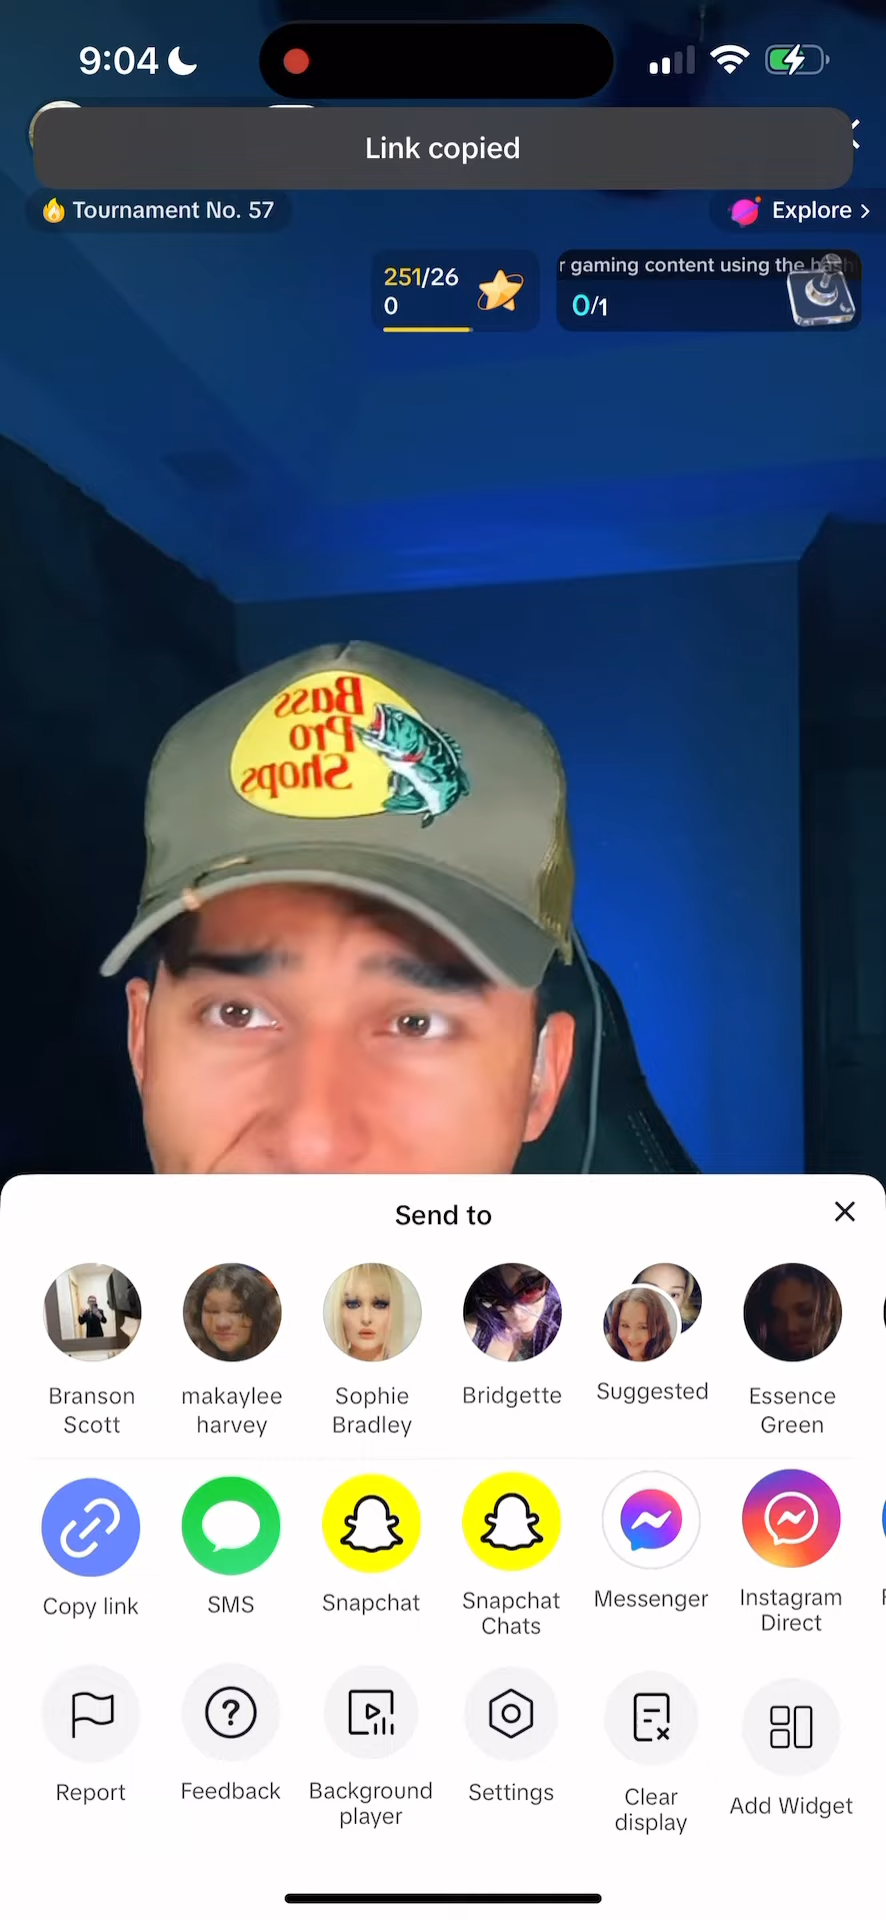 9:04
Link copied
Tournament No. 57
Explore >
251/26
0
r gaming content using the hash
0/1
Bass
Pro
Shops
Send to
Branson
Scott
makaylee
harvey
Sophie
Bradley
Bridgette
Suggested
Essence
Green
Copy link
SMS
Snapchat
Snapchat
Chats
Messenger
Instagram
Direct
Report
Feedback
Background
player
Settings
Clear
display
Add Widget